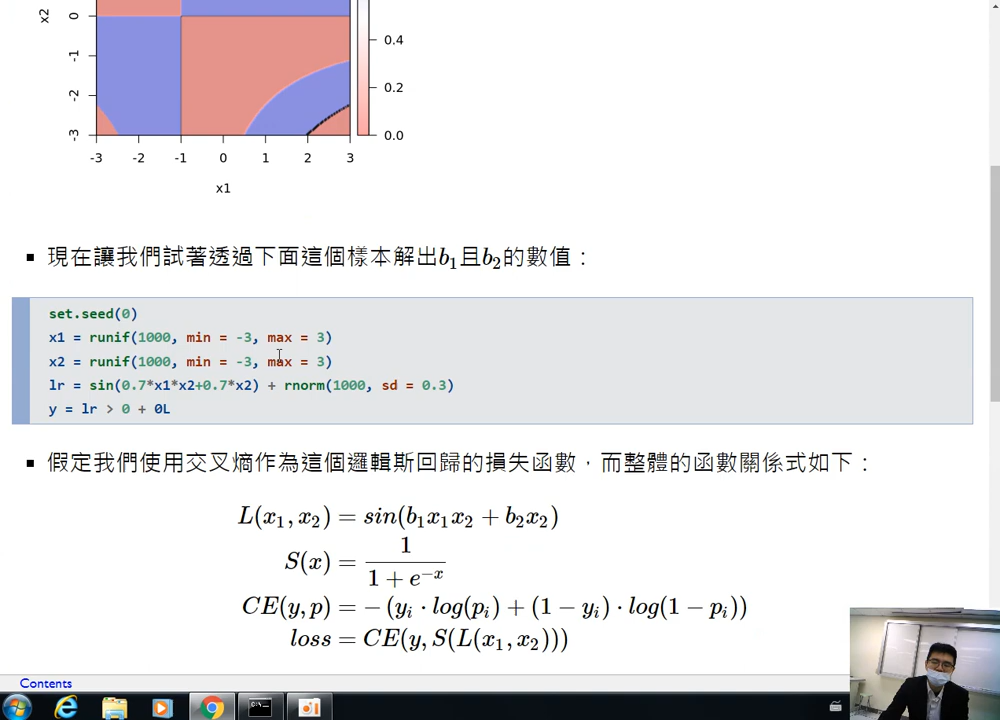 x2
0
-1
-2
-3
0.4
0.2
0.0
-3 -2 -1 0 1 2 3
x1
現在讓我們試著透過下面這個樣本解出b₁且b₂的數值：
set.seed(0)
x1 = runif(1000, min = -3, max = 3)
x2 = runif(1000, min = -3, max = 3)
lr = sin(0.7*x1*x2+0.7*x2) + rnorm(1000, sd = 0.3)
y = lr > 0 + 0L
假定我們使用交叉熵作為這個邏輯斯回歸的損失函數，而整體的函數關係式如下：
L(x₁, x₂) = sin(b₁x₁x₂ + b₂x₂)
S(x) = 1 / (1 + e⁻ˣ)
CE(y, p) = −(yᵢ · log(pᵢ) + (1 − yᵢ) · log(1 − pᵢ))
loss = CE(y, S(L(x₁, x₂)))
Contents